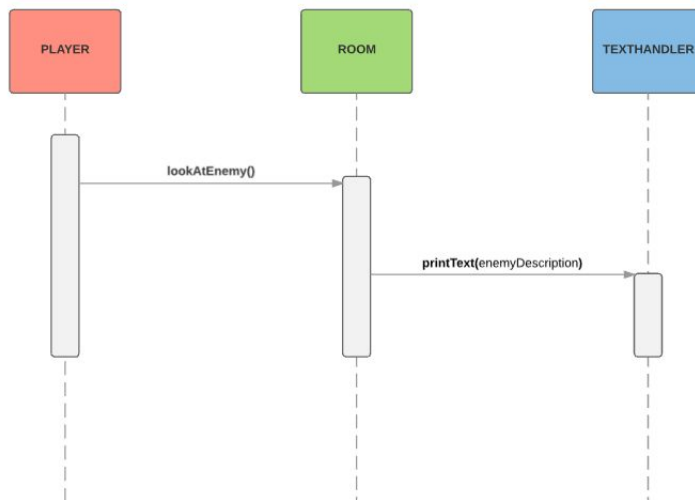 PLAYER
ROOM
TEXTHANDLER
lookAtEnemy()
printText(enemyDescription)